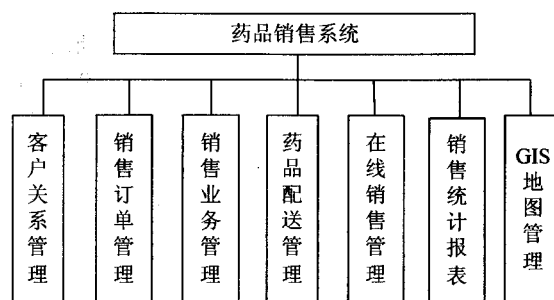 药品销售系统
客户关系管理
销售订单管理
销售业务管理
药品配送管理
在线销售管理
销售统计报表
GIS地图管理